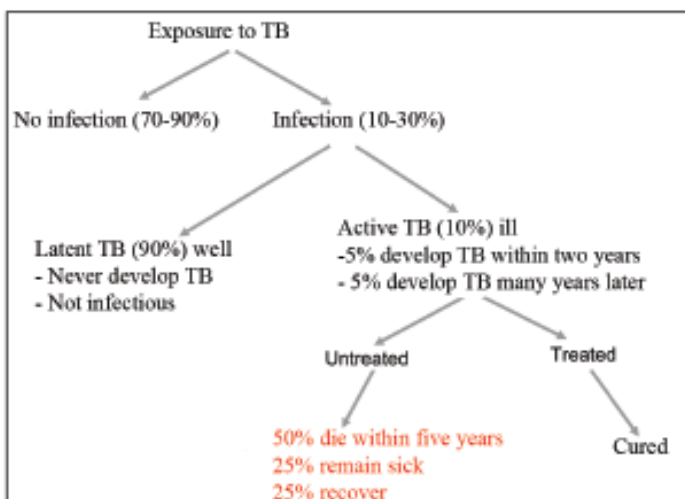 Exposure to TB
No infection (70-90%)
Infection (10-30%)
Latent TB (90%) well
- Never develop TB
- Not infectious
Active TB (10%) ill
-5% develop TB within two years
- 5% develop TB many years later
Untreated
Treated
50% die within five years
25% remain sick
25% recover
Cured